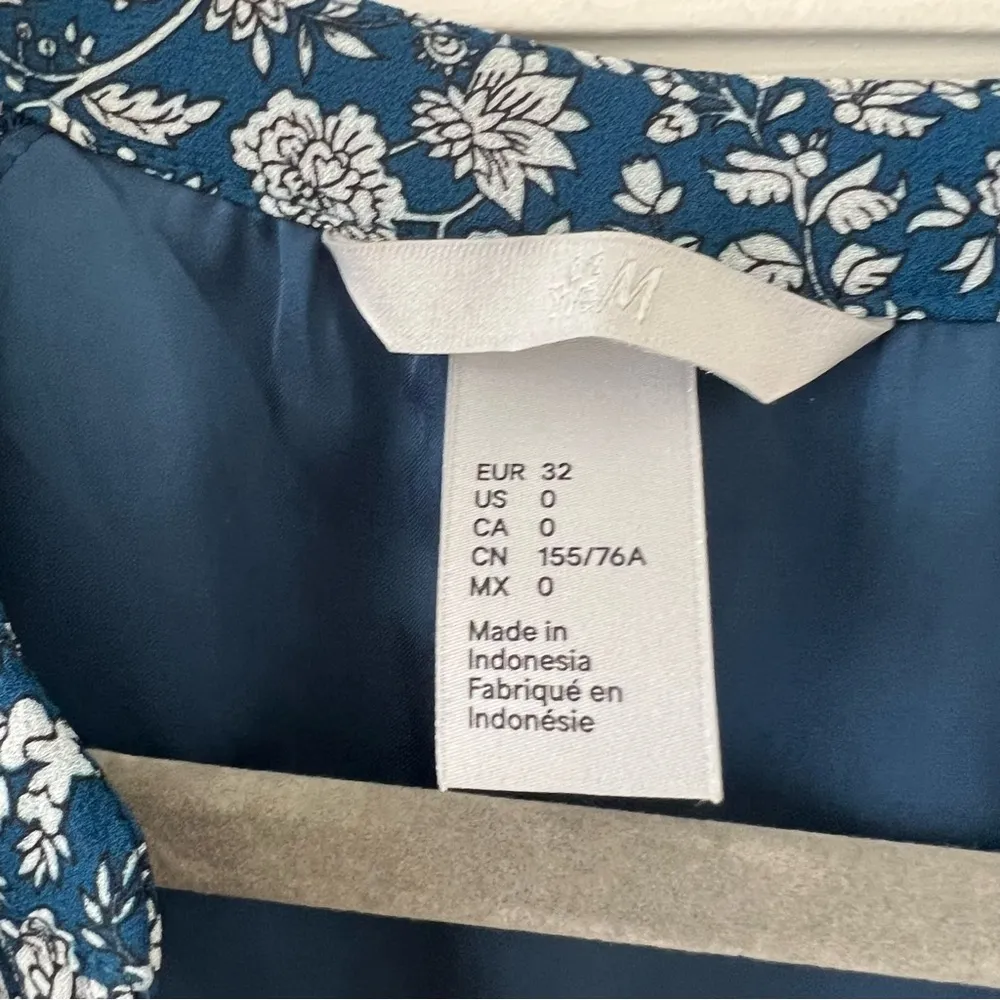 H&M
EUR 32
US 0
CA 0
CN 155/76A
MX 0
Made in
Indonesia
Fabriqué en
Indonésie